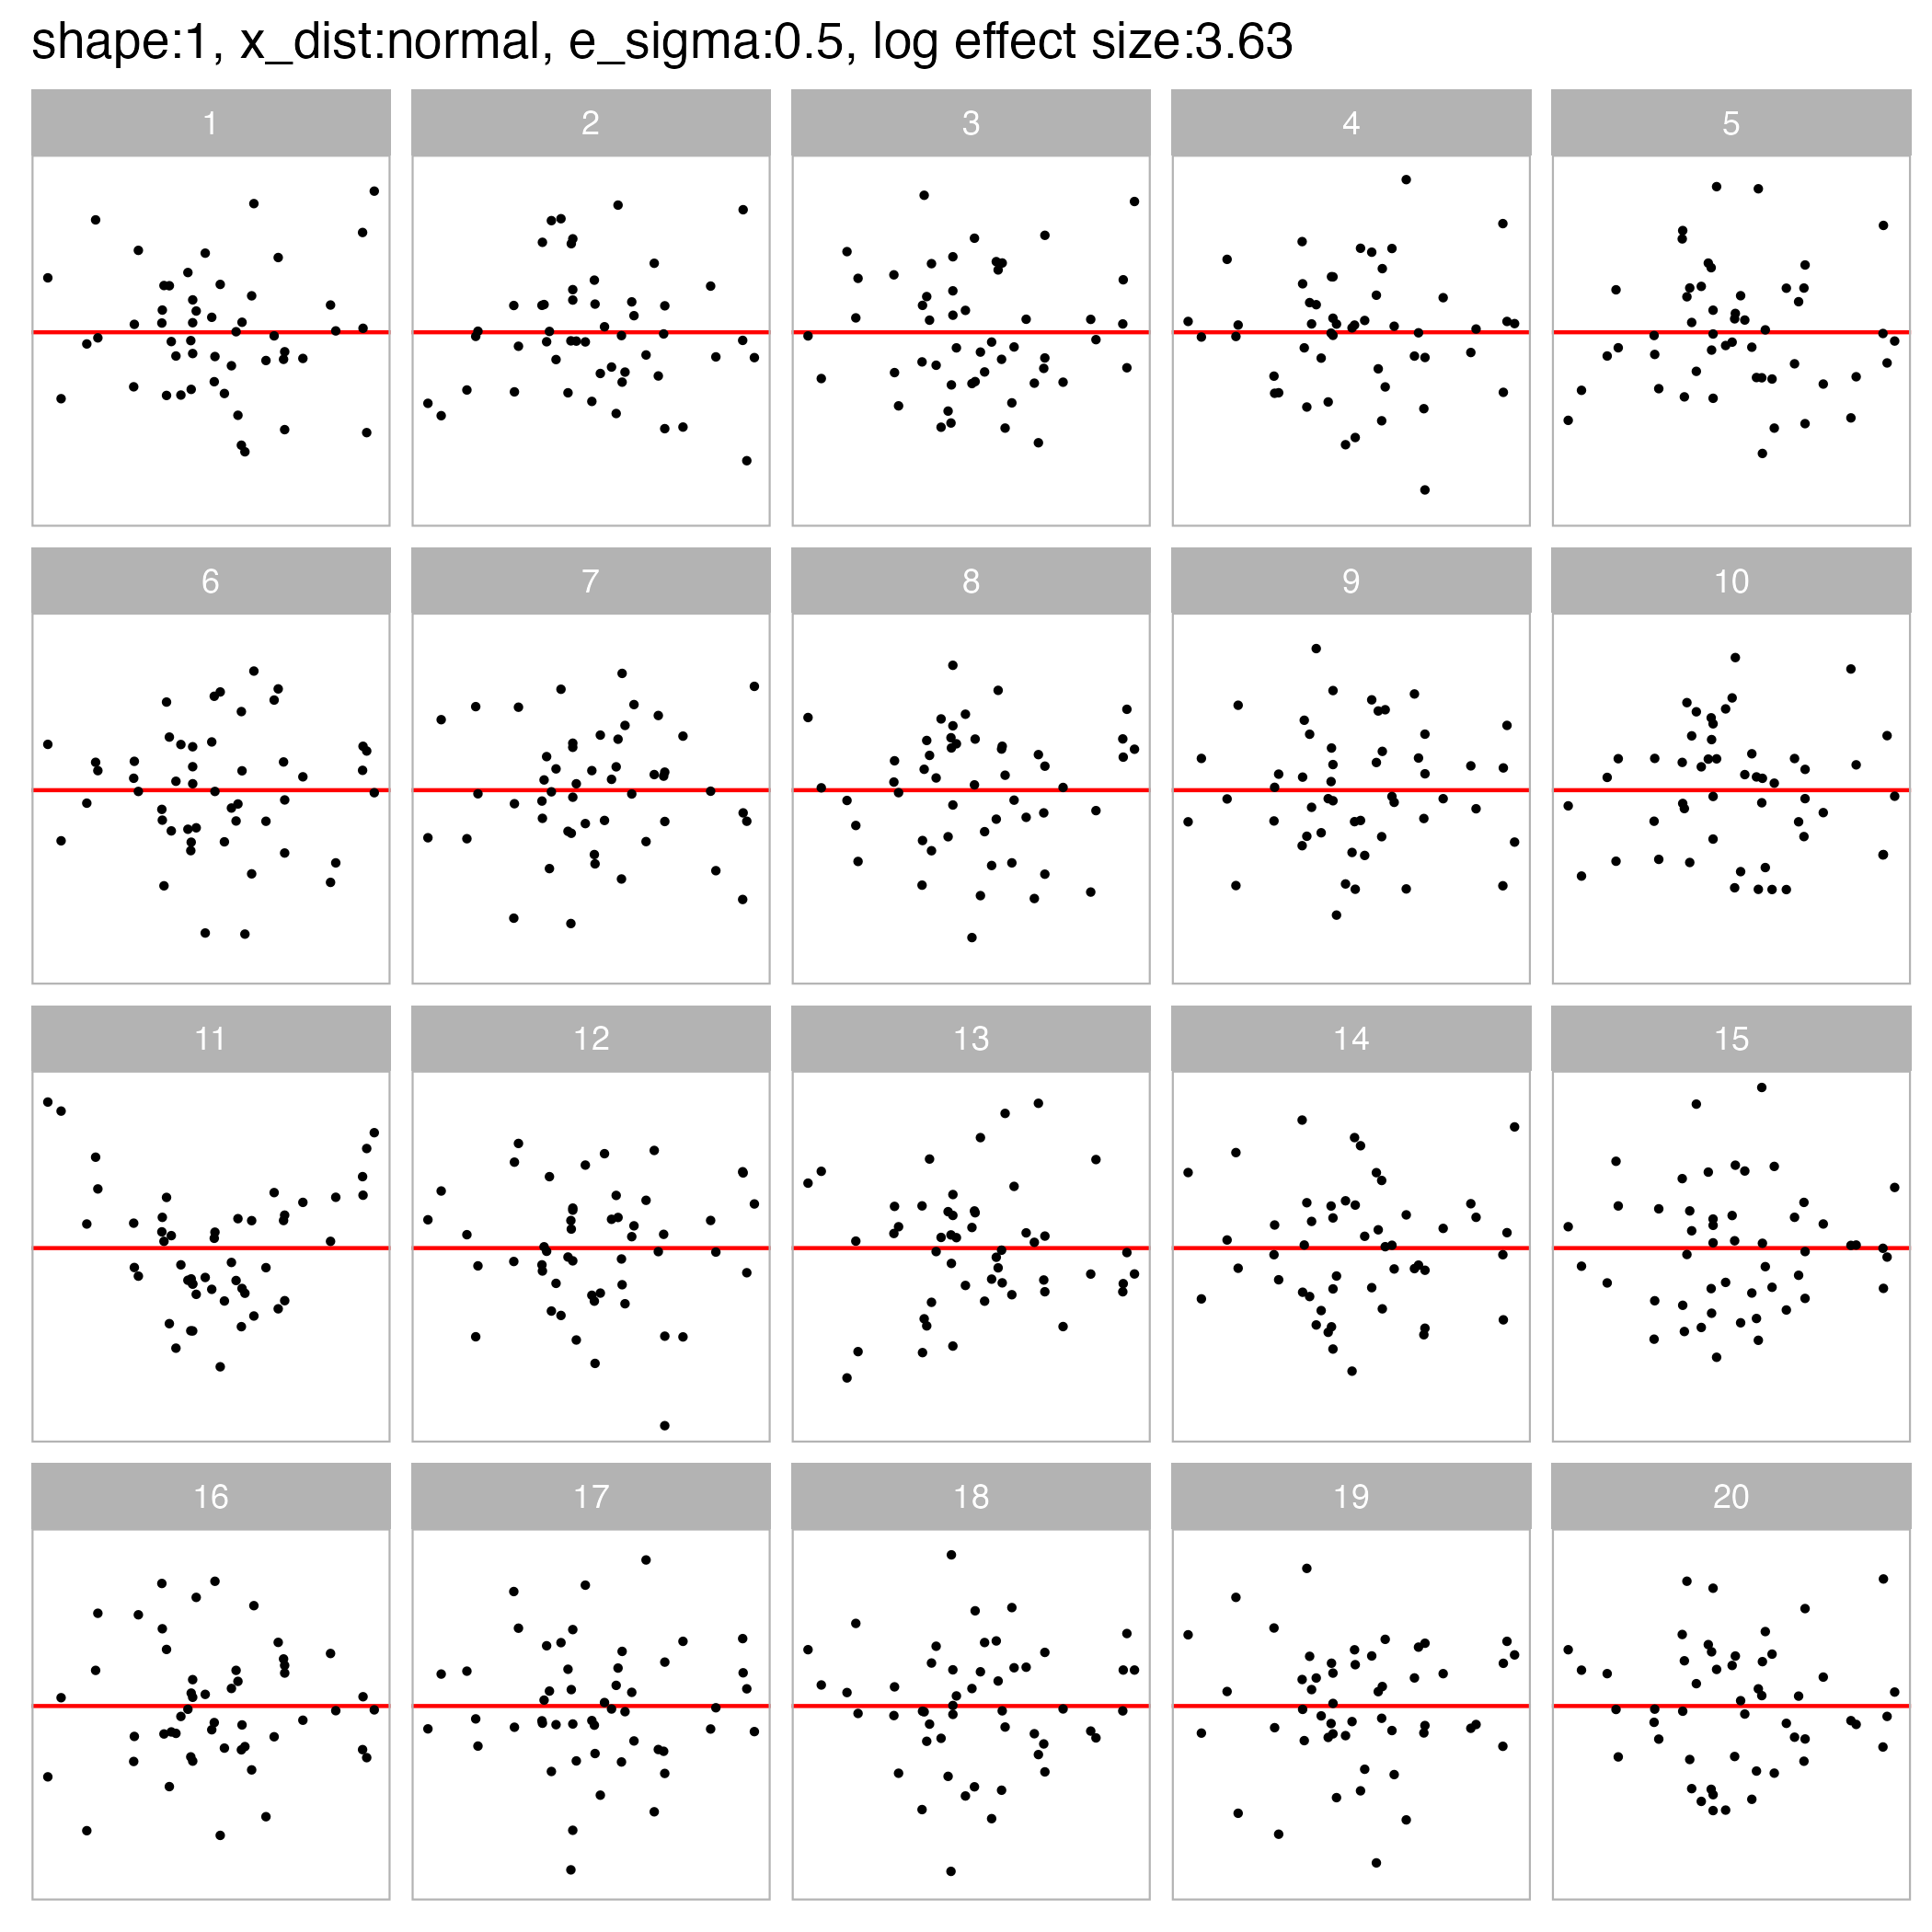 shape:1, x_dist:normal, e_sigma:0.5, log effect size:3.63
1 2 3 4 5
6 7 8 9 10
11 12 13 14 15
16 17 18 19 20